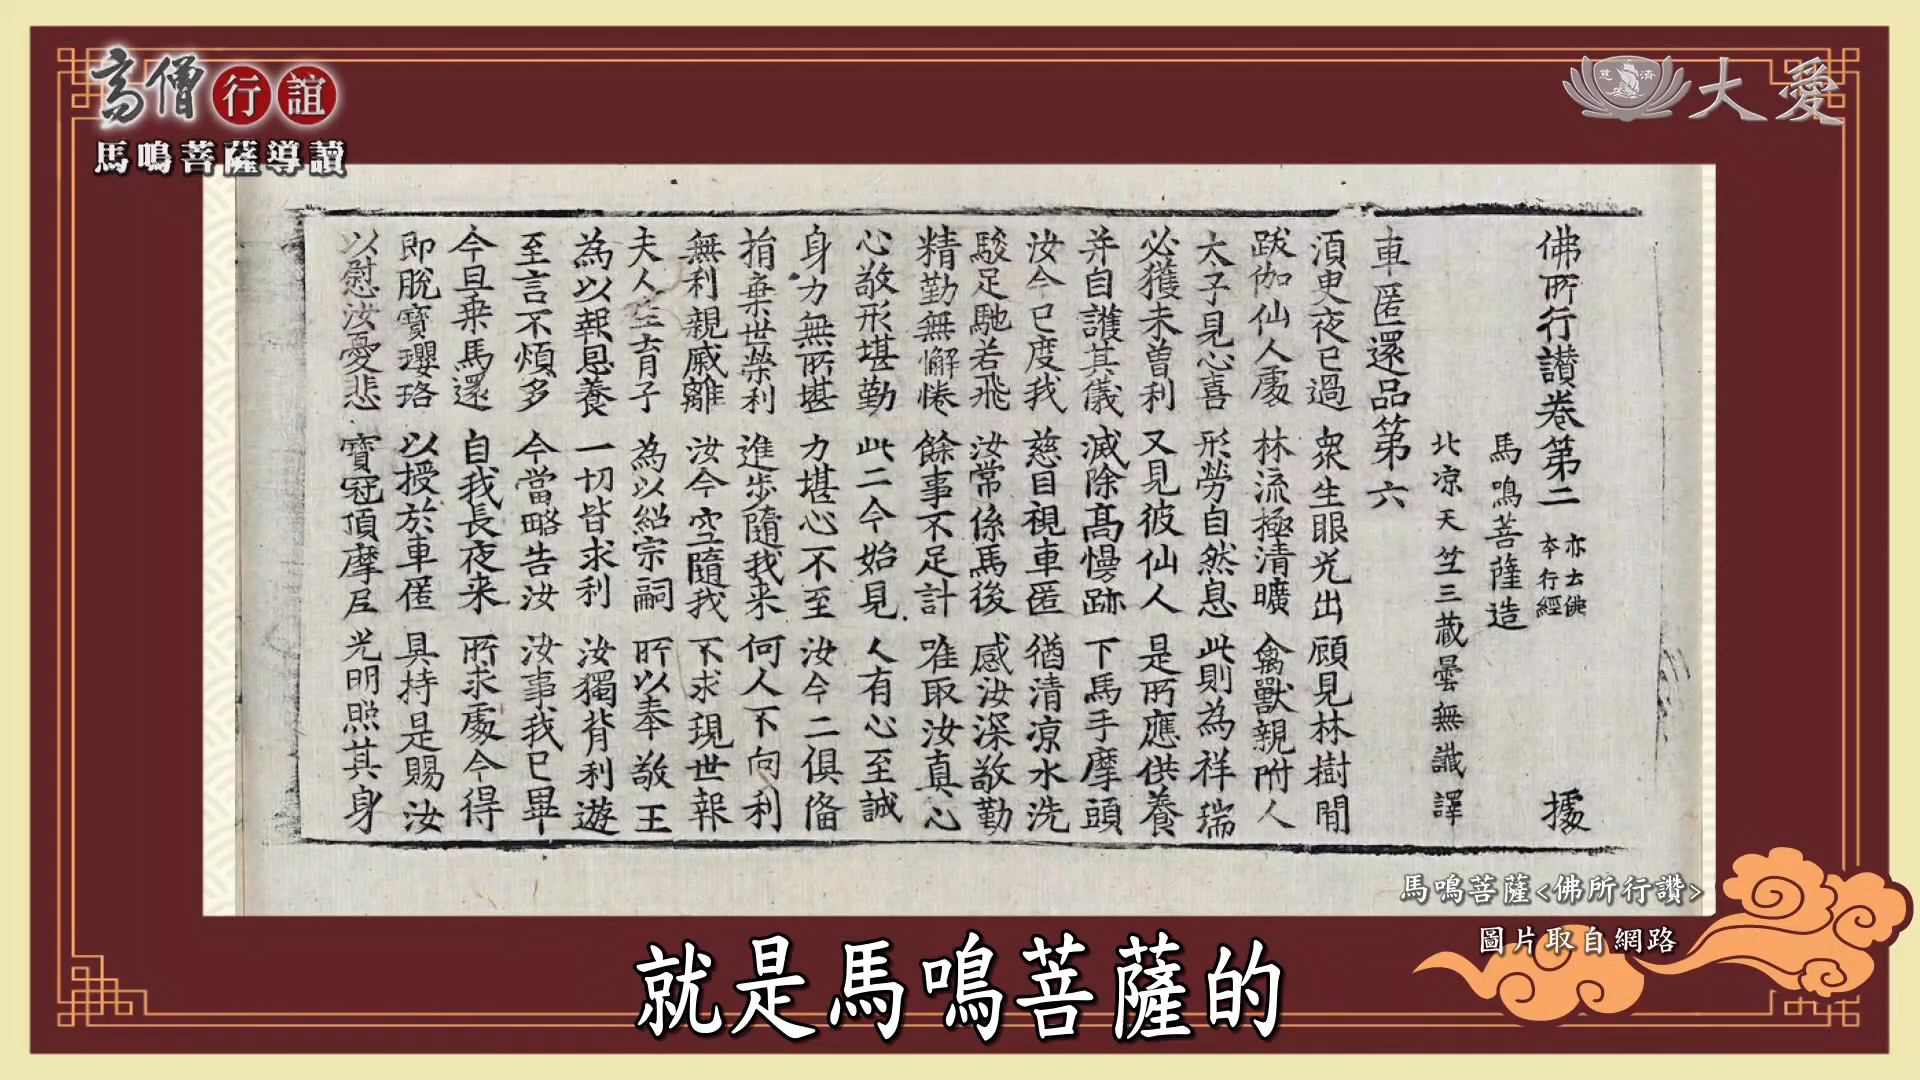 高僧行誼
馬鳴菩薩導讀
慈濟
大愛
佛所行讚卷第二 亦云佛本行經 據
馬鳴菩薩造
北涼天竺三藏曇無讖譯
車匿還品第六
須臾夜已過 衆生眼光出 顧見林樹間
跋伽仙人處 林流極清曠 禽獸親附人
太子見心喜 形勞自然息 此則為祥瑞
必獲未曾利 又見彼仙人 是所應供養
并自護其儀 滅除高慢跡 下馬手摩頭
汝今已度我 慈目視車匿 猶清涼水洗
駿足馳若飛 汝常係馬後 感汝深敬勤
精勤無懈惓 餘事不足計 唯取汝真心
心敬形堪勤 此二今始見 人有心至誠
身力無所堪 力堪心不至 汝今二俱俻
捐棄世榮利 進步隨我来 何人不向利
無利親戚離 汝今空隨我 不求現世報
夫人生育子 為以紹宗嗣 所以奉敬王
為以報恩養 一切皆求利 汝獨背利遊
至言不煩多 今當略告汝 汝事我已畢
今旦乗馬還 自我長夜来 所求處今得
即脫寶瓔珞 以授於車匿 具持是賜汝
以慰汝憂悲 寶冠頂摩尼 光明照其身
馬鳴菩薩<佛所行讚>
圖片取自網路
就是馬鳴菩薩的